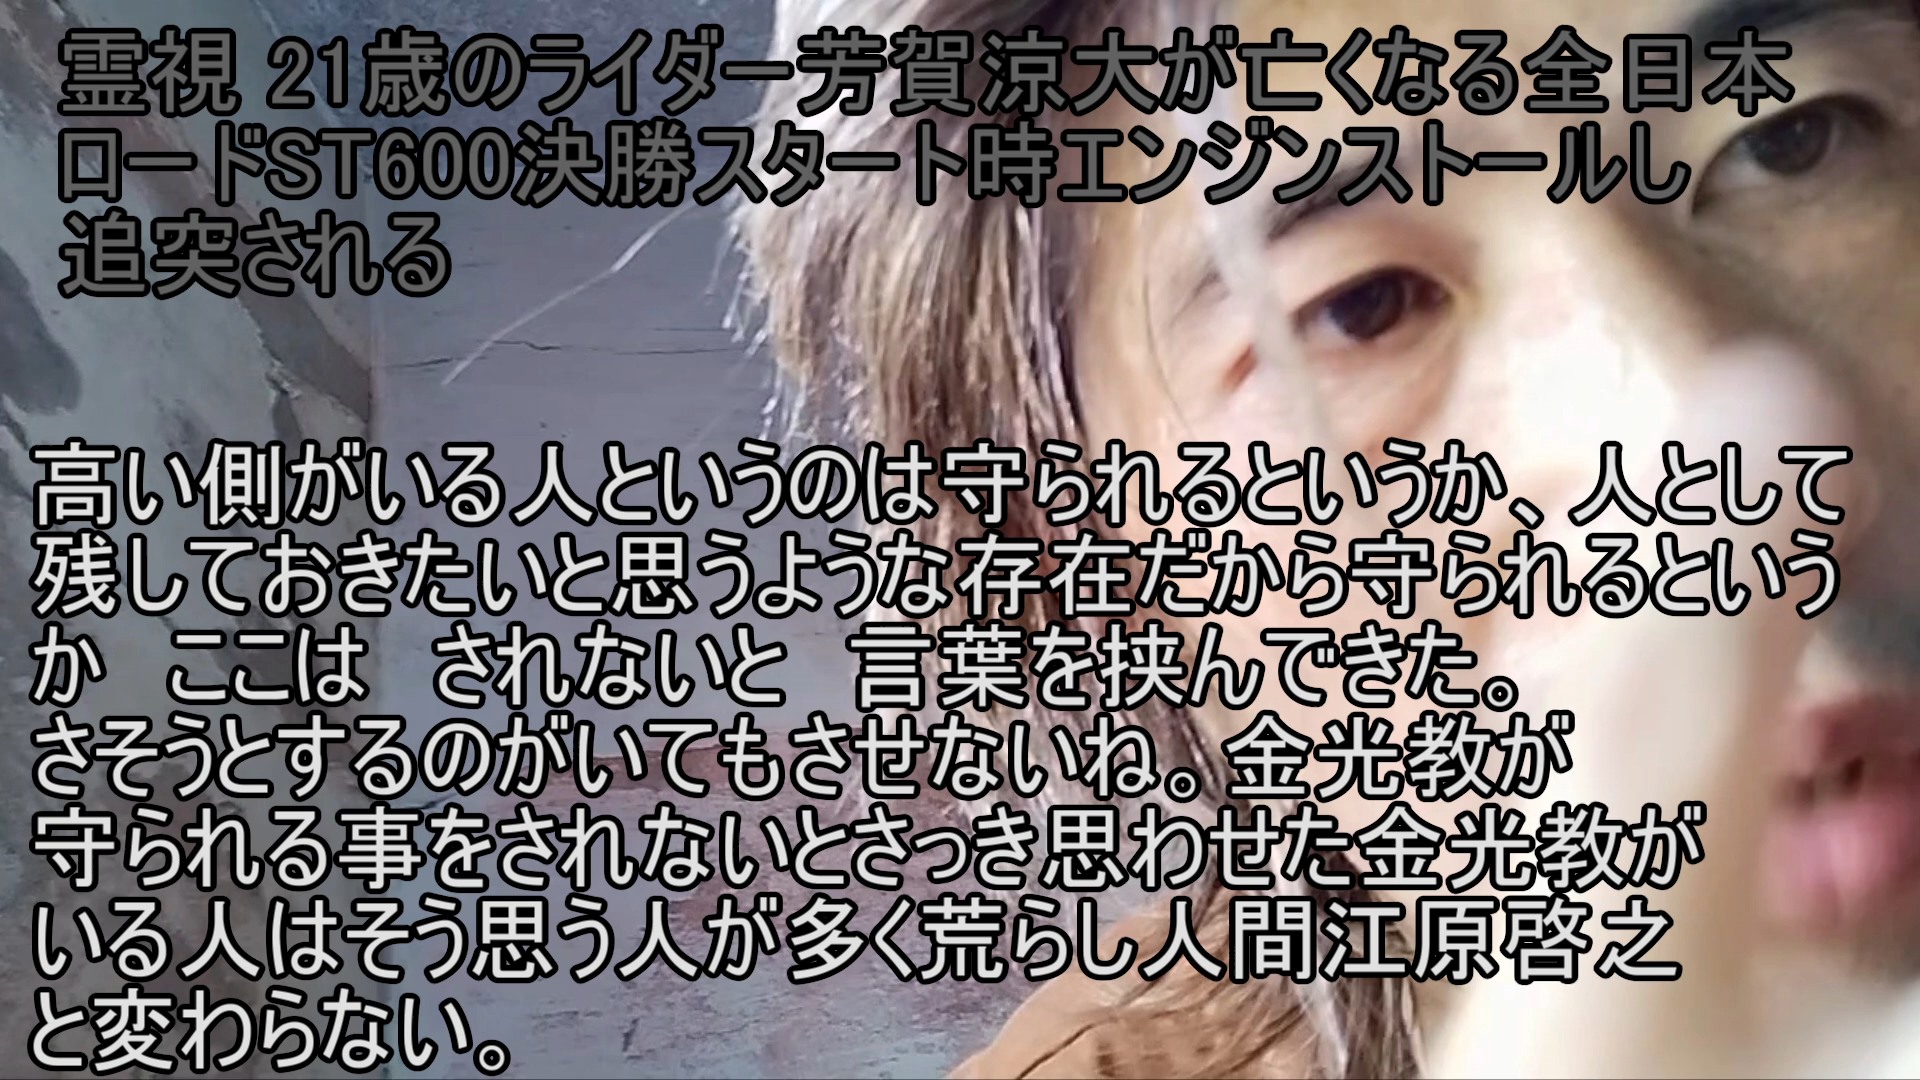 霊視 21歳のライダー芳賀涼大が亡くなる全日本
ロードST600決勝スタート時エンジンストールし
追突される
高い側がいる人というのは守られるというか、人として
残しておきたいと思うような存在だから守られるという
か　ここは　されないと　言葉を挟んできた。
さそうとするのがいてもさせないね。金光教が
守られる事をされないとさっき思わせた金光教が
いる人はそう思う人が多く荒らし人間江原啓之
と変わらない。